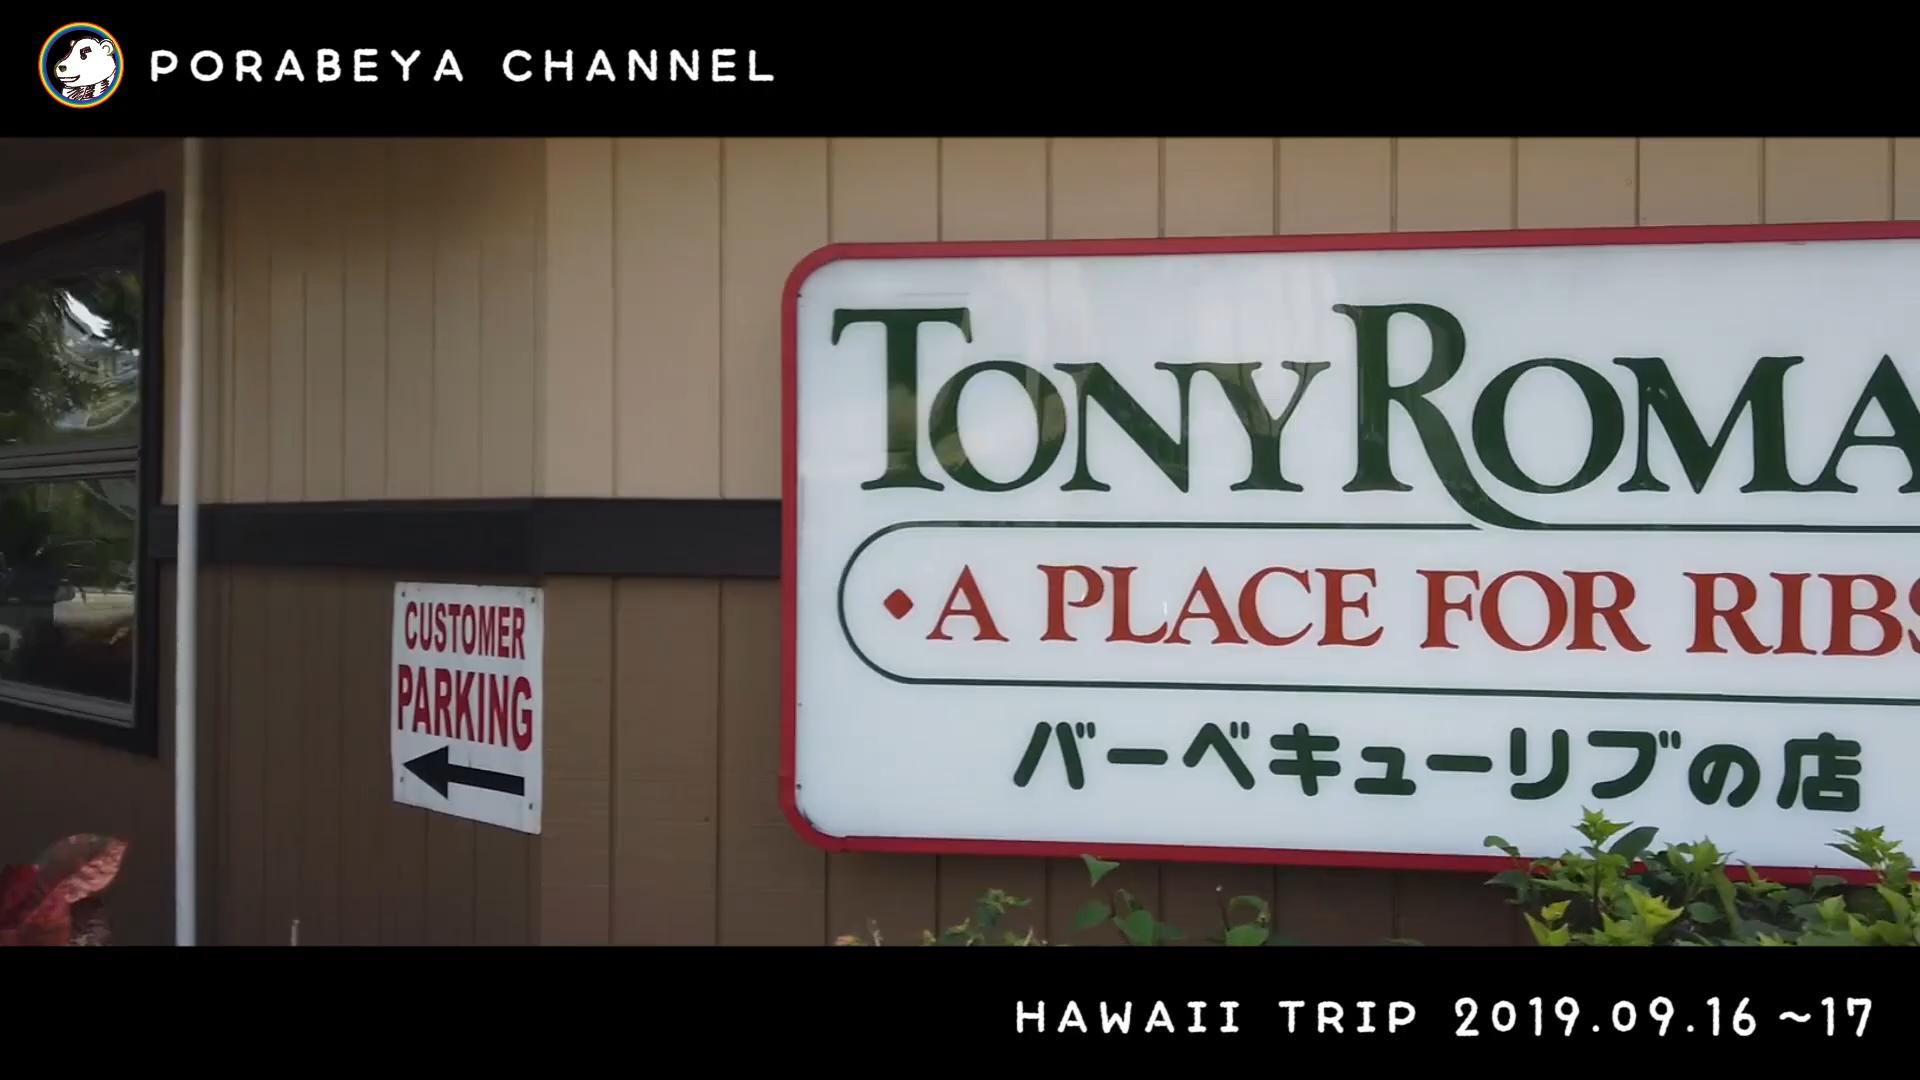 PORABEYA CHANNEL
TONY ROMA
A PLACE FOR RIBS
バーベキューリブの店
CUSTOMER
PARKING
HAWAII TRIP 2019.09.16 ~17